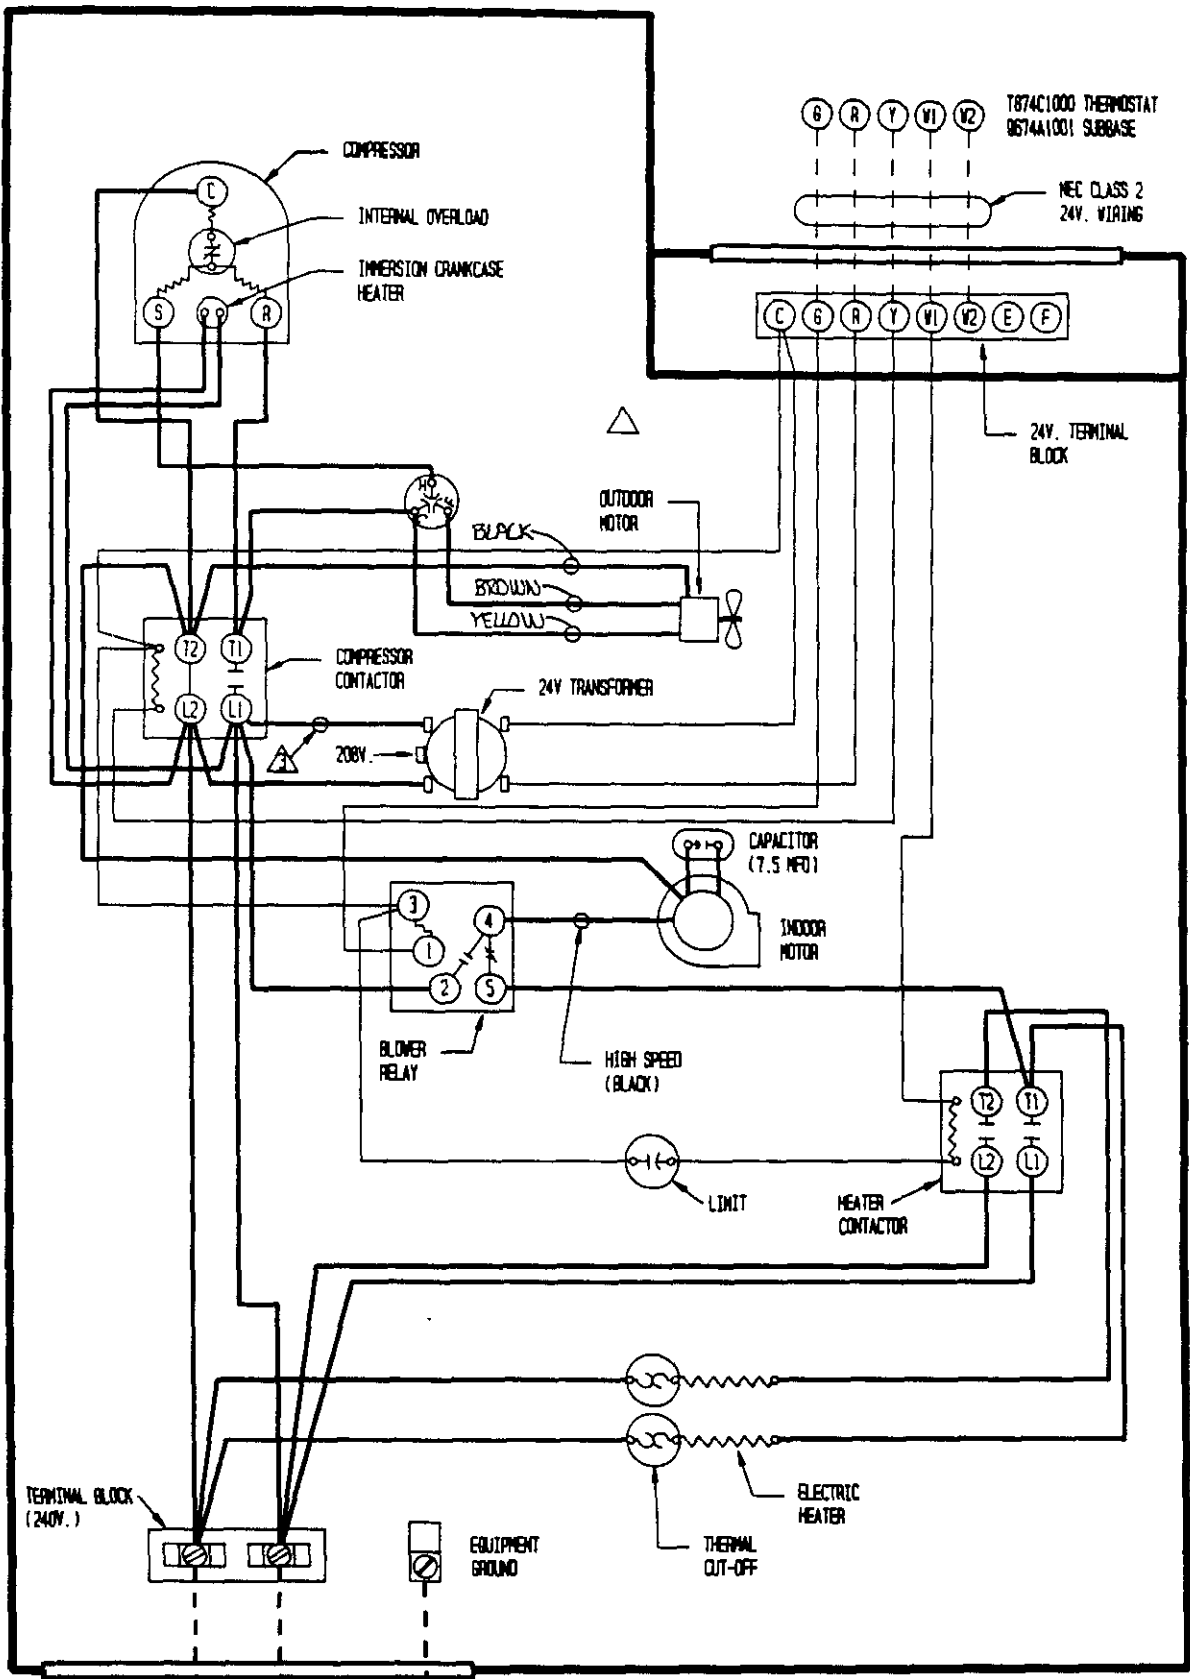 G R Y W1 W2
T874C1000 THERMOSTAT
Q674A1001 SUBBASE
COMPRESSOR
C
INTERNAL OVERLOAD
NEC CLASS 2
24V. WIRING
IMMERSION CRANKCASE
HEATER
S R
C G R Y W1 W2 E F
24V. TERMINAL
BLOCK
H
C F
OUTDOOR
MOTOR
BLACK
BROWN
YELLOW
T2 T1
COMPRESSOR
CONTACTOR
L2 L1
24V TRANSFORMER
3
208V.
CAPACITOR
(7.5 MFD)
3
4
1
2 5
INDOOR
MOTOR
BLOWER
RELAY
HIGH SPEED
(BLACK)
T2 T1
L2 L1
LIMIT
HEATER
CONTACTOR
TERMINAL BLOCK
(240V.)
ELECTRIC
HEATER
EQUIPMENT
GROUND
THERMAL
CUT-OFF